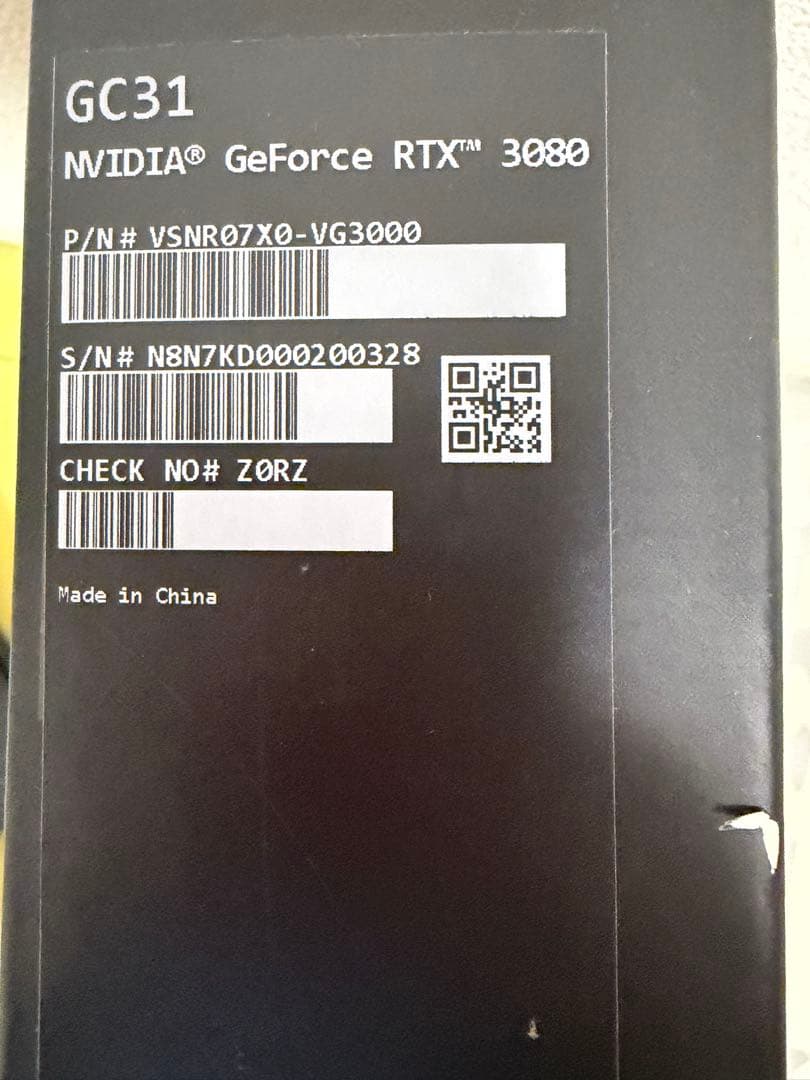 GC31
NVIDIA® GeForce RTX™ 3080
P/N# VSNR07X0-VG3000
S/N# N8N7KD000200328
CHECK NO# Z0RZ
Made in China